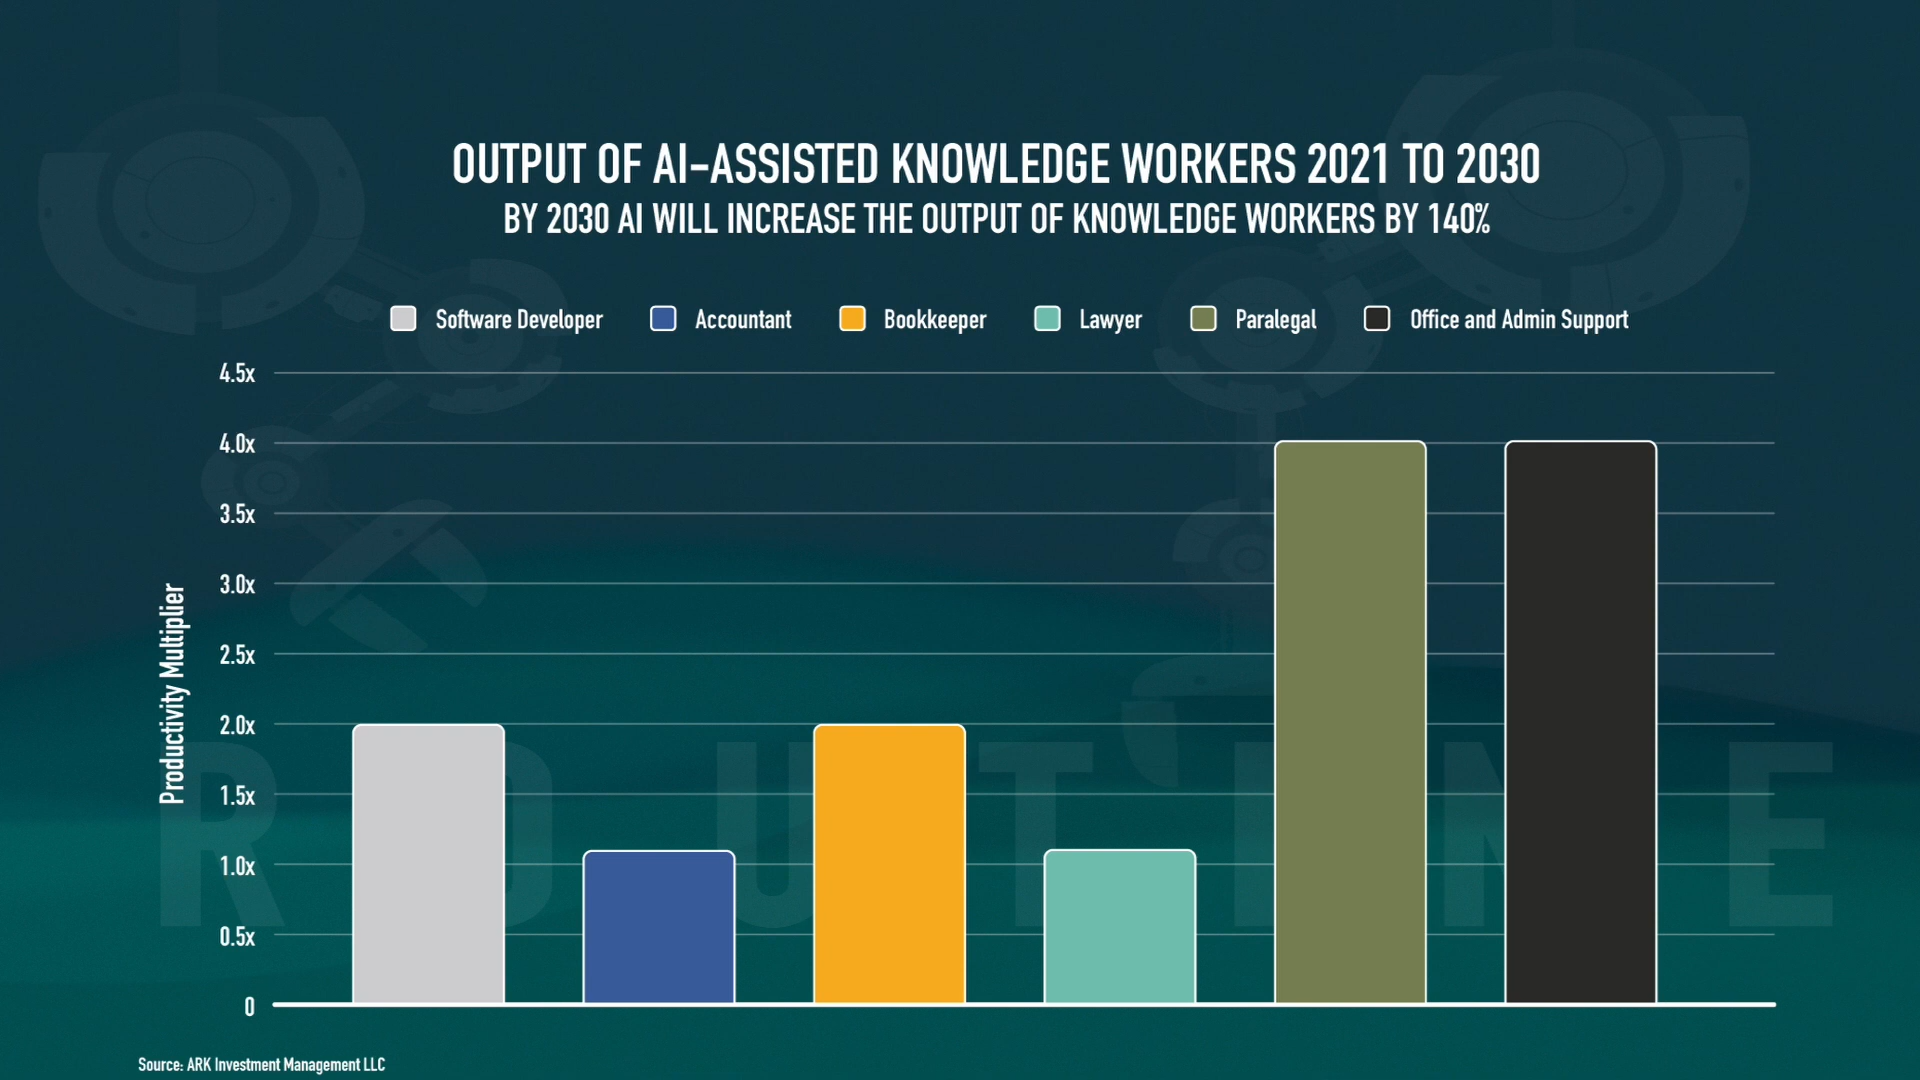 OUTPUT OF AI-ASSISTED KNOWLEDGE WORKERS 2021 TO 2030
BY 2030 AI WILL INCREASE THE OUTPUT OF KNOWLEDGE WORKERS BY 140%
Software Developer Accountant Bookkeeper Lawyer Paralegal Office and Admin Support
4.5x
4.0x
3.5x
3.0x
2.5x
2.0x
1.5x
1.0x
0.5x
0
Productivity Multiplier
ROUTINE
Source: ARK Investment Management LLC